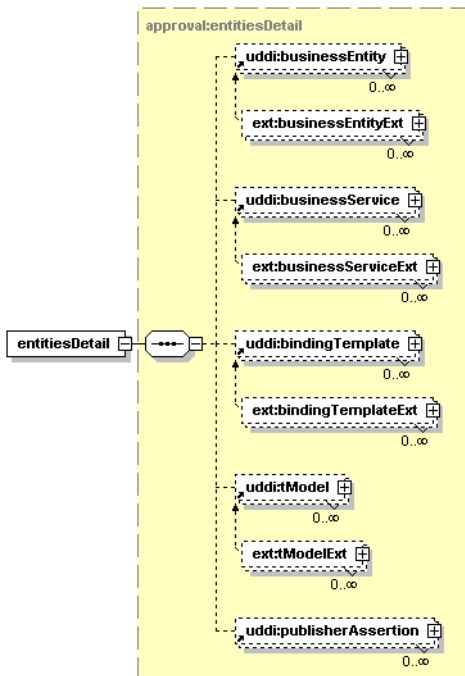 approval:entitiesDetail
uddi:businessEntity
0..∞
ext:businessEntityExt
0..∞
uddi:businessService
0..∞
ext:businessServiceExt
0..∞
entitiesDetail
uddi:bindingTemplate
0..∞
ext:bindingTemplateExt
0..∞
uddi:tModel
0..∞
ext:tModelExt
0..∞
uddi:publisherAssertion
0..∞